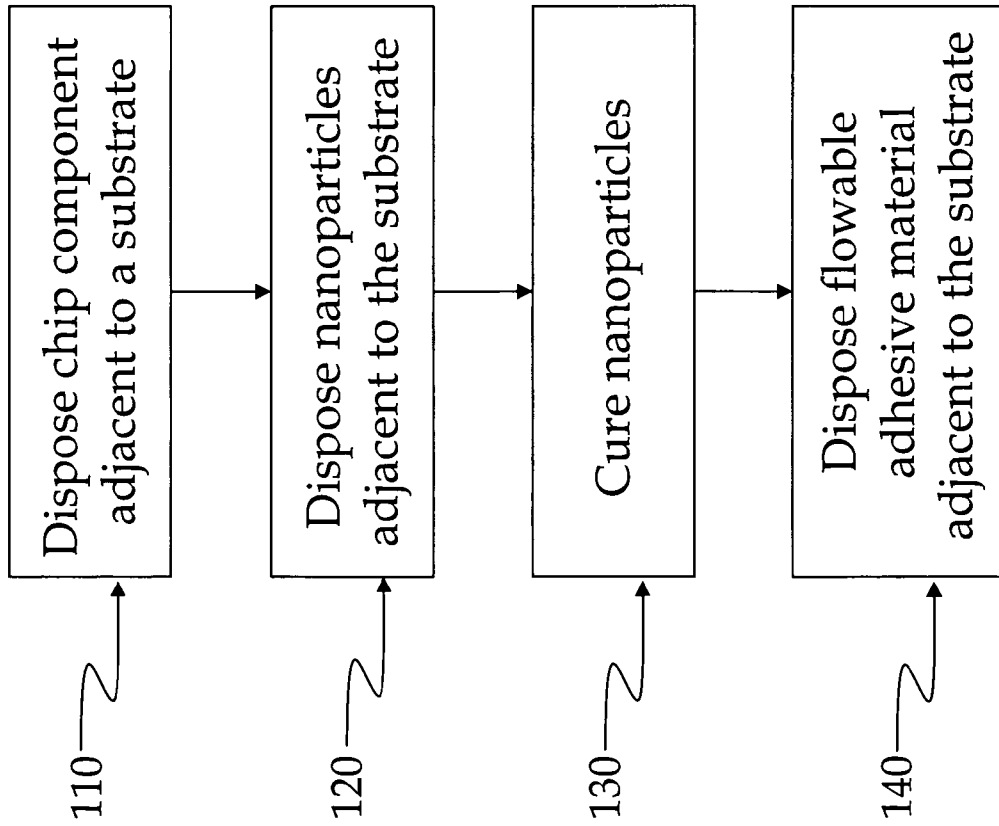 110
Dispose chip component
adjacent to a substrate
120
Dispose nanoparticles
adjacent to the substrate
130
Cure nanoparticles
140
Dispose flowable
adhesive material
adjacent to the substrate